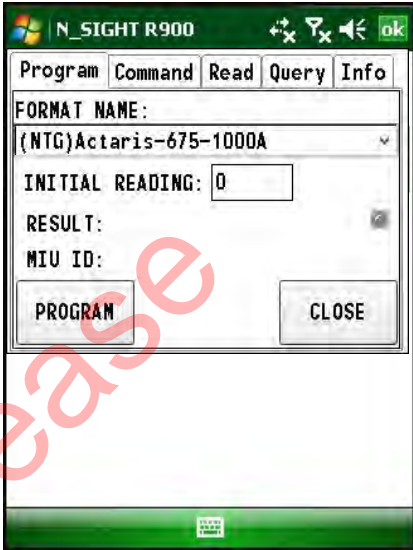 N_SIGHT R900 ok
Program Command Read Query Info
FORMAT NAME:
(NTG)Actaris-675-1000A
INITIAL READING: 0
RESULT:
MIU ID:
PROGRAM CLOSE
ease